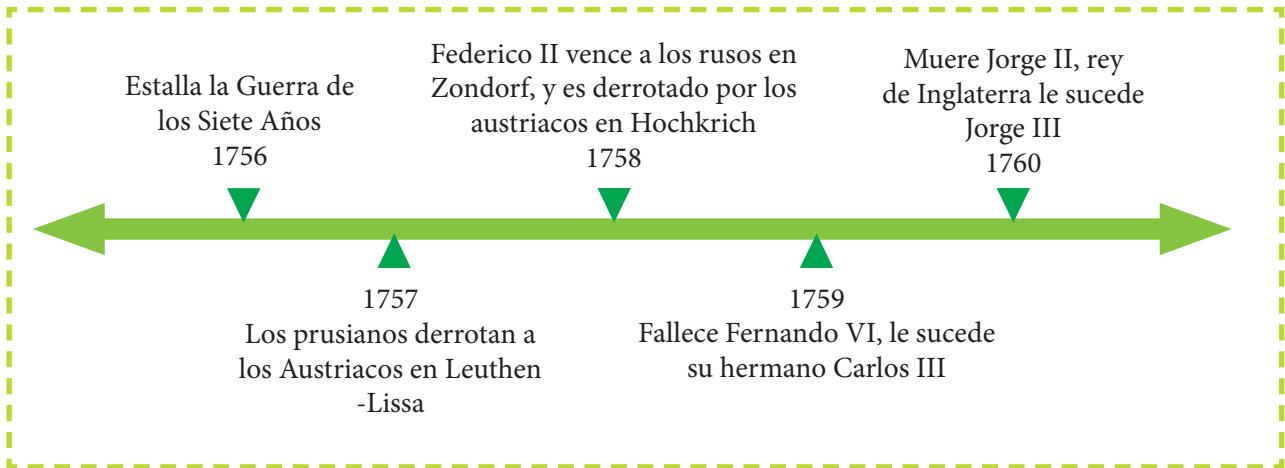 Estalla la Guerra de
los Siete Años
1756
1757
Los prusianos derrotan a
los Austriacos en Leuthen
-Lissa
Federico II vence a los rusos en
Zondorf, y es derrotado por los
austriacos en Hochkrich
1758
1759
Fallece Fernando VI, le sucede
su hermano Carlos III
Muere Jorge II, rey
de Inglaterra le sucede
Jorge III
1760